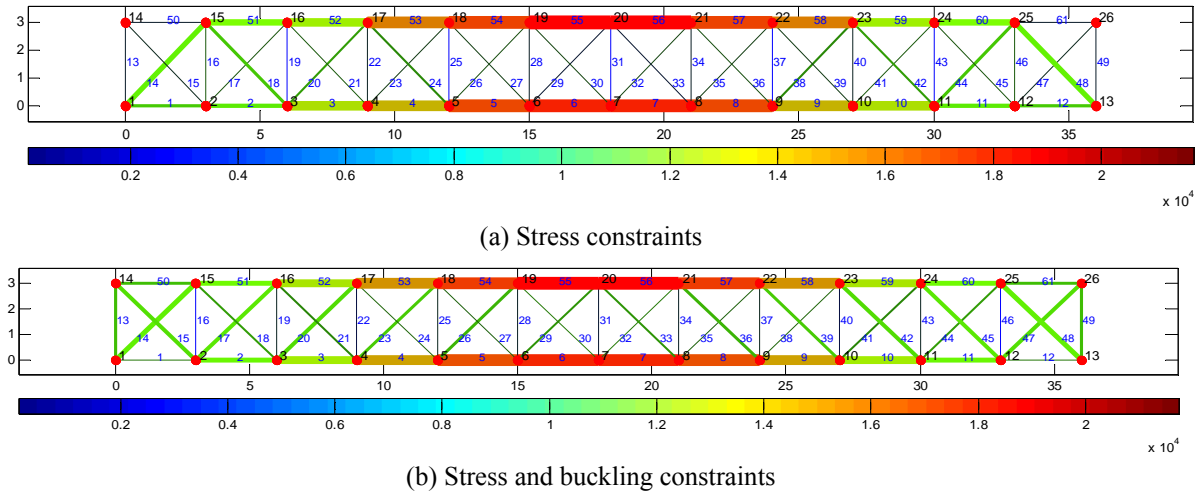 14 15 16 17 18 19 20 21 22 23 24 25 26
50 51 52 53 54 55 56 57 58 59 60 61
3
2
13 16 19 22 25 28 31 34 37 40 43 46 49
1
14 15 17 18 20 21 23 24 26 27 29 30 32 33 35 36 38 39 41 42 44 45 47 48
0
1 2 3 4 5 6 7 8 9 10 11 12 13
1 2 3 4 5 6 7 8 9 10 11 12
0 5 10 15 20 25 30 35
0.2 0.4 0.6 0.8 1 1.2 1.4 1.6 1.8 2
x 10^4
(a) Stress constraints
14 15 16 17 18 19 20 21 22 23 24 25 26
50 51 52 53 54 55 56 57 58 59 60 61
3
2
13 16 19 22 25 28 31 34 37 40 43 46 49
1
14 15 17 18 20 21 23 24 26 27 29 30 32 33 35 36 38 39 41 42 44 45 47 48
0
1 2 3 4 5 6 7 8 9 10 11 12 13
1 2 3 4 5 6 7 8 9 10 11 12
0 5 10 15 20 25 30 35
0.2 0.4 0.6 0.8 1 1.2 1.4 1.6 1.8 2
x 10^4
(b) Stress and buckling constraints